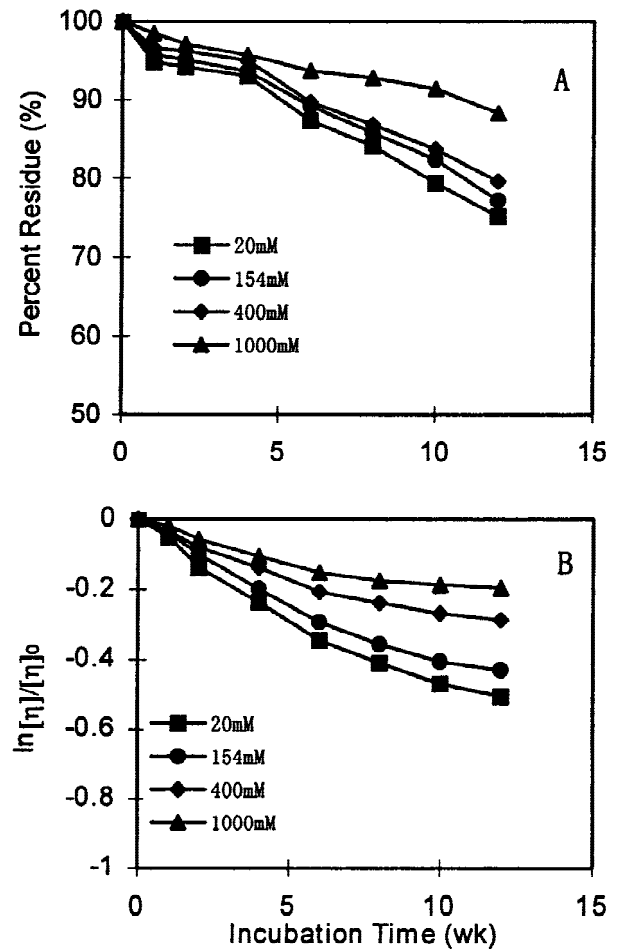 100
90
80
70
60
50
Percent Residue (%)
A
20mM
154mM
400mM
1000mM
0 5 10 15
0
-0.2
-0.4
-0.6
-0.8
-1
ln[η]/[η]₀
B
20mM
154mM
400mM
1000mM
0 5 10 15
Incubation Time (wk)